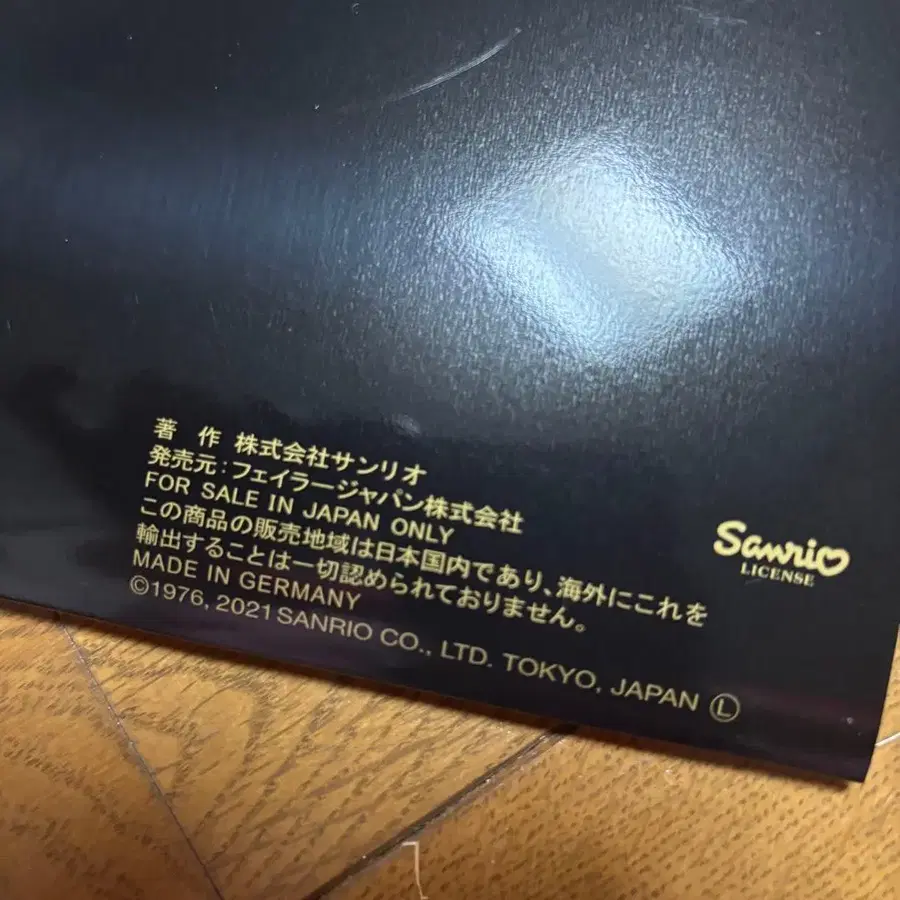 著 作 株式会社サンリオ
発売元:フェイラージャパン株式会社
FOR SALE IN JAPAN ONLY
この商品の販売地域は日本国内であり、海外にこれを
輸出することは一切認められておりません。
MADE IN GERMANY
©1976, 2021 SANRIO CO., LTD. TOKYO, JAPAN Ⓛ
Sanrio
LICENSE